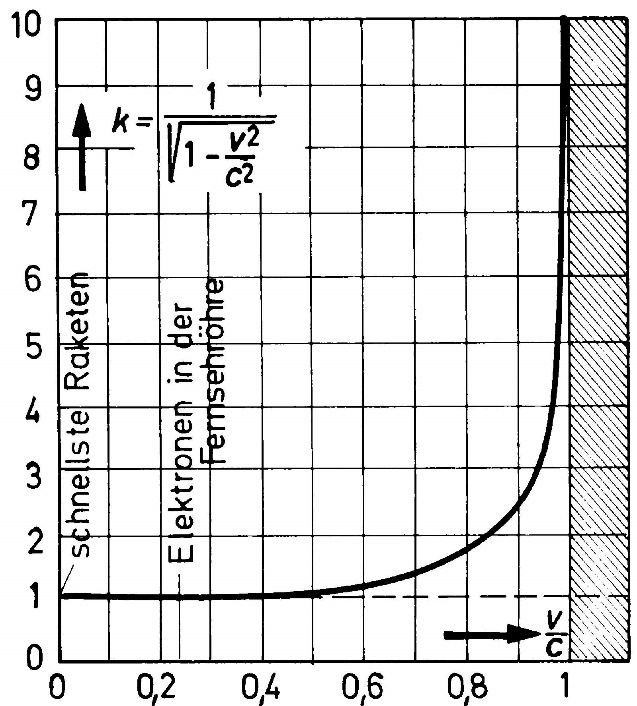 10
9
8
7
6
5
4
3
2
1
0
k = 1/√(1 - v²/c²)
schnellste Raketen
Elektronen in der
Fernsehröhre
v/c
0 0,2 0,4 0,6 0,8 1